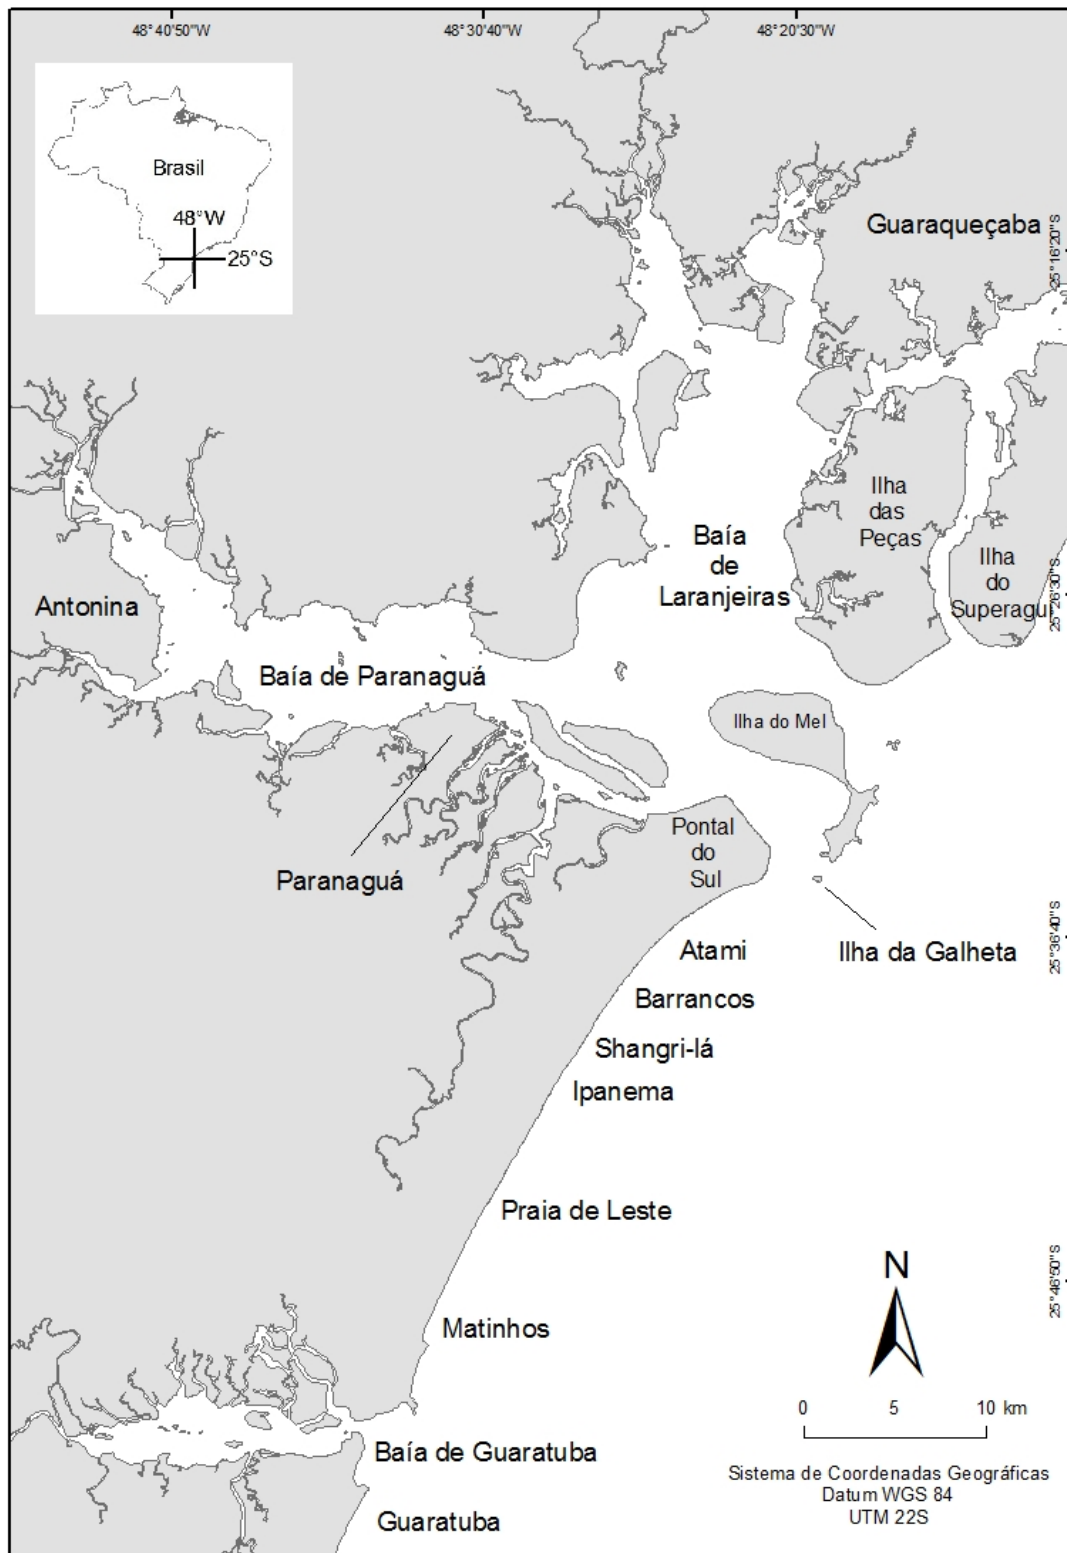 48°40'50"W
48°30'40"W
48°20'30"W
Brasil
48°W
25°S
Guaraqueçaba
25°16'20"S
Ilha
das
Peças
Baía
de
Laranjeiras
Ilha
do
Superagui
25°26'30"S
Antonina
Baía de Paranaguá
Ilha do Mel
Pontal
do
Sul
Paranaguá
Atami
Ilha da Galheta
25°36'40"S
Barrancos
Shangri-lá
Ipanema
Praia de Leste
N
25°46'50"S
Matinhos
0 5 10 km
Baía de Guaratuba
Sistema de Coordenadas Geográficas
Datum WGS 84
UTM 22S
Guaratuba